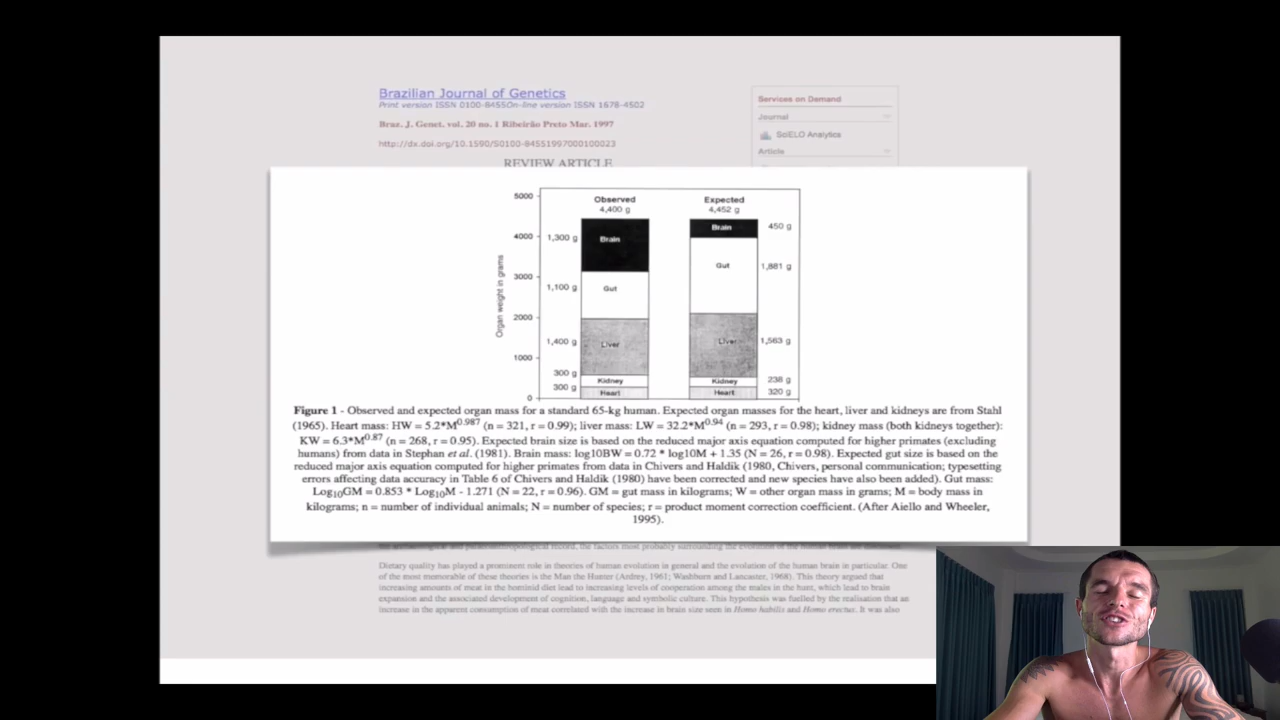 Brazilian Journal of Genetics
Print version ISSN 0100-8455On-line version ISSN 1678-4502
Braz. J. Genet. vol. 20 no. 1 Ribeirão Preto Mar. 1997
http://dx.doi.org/10.1590/S0100-84551997000100023
REVIEW ARTICLE
Services on Demand
Journal
SciELO Analytics
Article
Organ weight in grams
5000
4000
3000
2000
1000
0
Observed
4,400 g
1,300 g
Brain
1,100 g
Gut
1,400 g
Liver
300 g
Kidney
300 g
Heart
Expected
4,452 g
Brain
450 g
Gut
1,881 g
Liver
1,563 g
Kidney
238 g
Heart
320 g
Figure 1 - Observed and expected organ mass for a standard 65-kg human. Expected organ masses for the heart, liver and kidneys are from Stahl
(1965). Heart mass: HW = 5.2*M0.987 (n = 321, r = 0.99); liver mass: LW = 32.2*M0.94 (n = 293, r = 0.98); kidney mass (both kidneys together):
KW = 6.3*M0.87 (n = 268, r = 0.95). Expected brain size is based on the reduced major axis equation computed for higher primates (excluding
humans) from data in Stephan et al. (1981). Brain mass: log10BW = 0.72 * log10M + 1.35 (N = 26, r = 0.98). Expected gut size is based on the
reduced major axis equation computed for higher primates from data in Chivers and Haldik (1980, Chivers, personal communication; typesetting
errors affecting data accuracy in Table 6 of Chivers and Haldik (1980) have been corrected and new species have also been added). Gut mass:
Log10GM = 0.853 * Log10M - 1.271 (N = 22, r = 0.96). GM = gut mass in kilograms; W = other organ mass in grams; M = body mass in
kilograms; n = number of individual animals; N = number of species; r = product moment correction coefficient. (After Aiello and Wheeler,
1995).
Dietary quality has played a prominent role in theories of human evolution in general and the evolution of the human brain in particular. One
of the most memorable of these theories is the Man the Hunter (Ardrey, 1961; Washburn and Lancaster, 1968). This theory argued that
increasing amounts of meat in the hominid diet lead to increasing levels of cooperation among the males in the hunt, which lead to brain
expansion and the associated development of cognition, language and symbolic culture. This hypothesis was fuelled by the realisation that an
increase in the apparent consumption of meat correlated with the increase in brain size seen in Homo habilis and Homo erectus. It was also